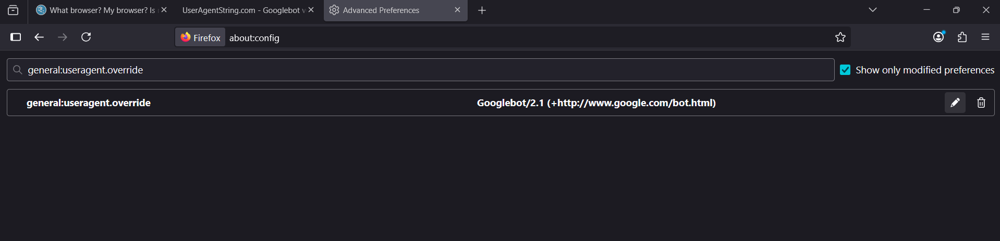 What browser? My browser? Is
UserAgentString.com - Googlebot v
Advanced Preferences
Firefox about:config
general:useragent.override
Show only modified preferences
general:useragent.override Googlebot/2.1 (+http://www.google.com/bot.html)